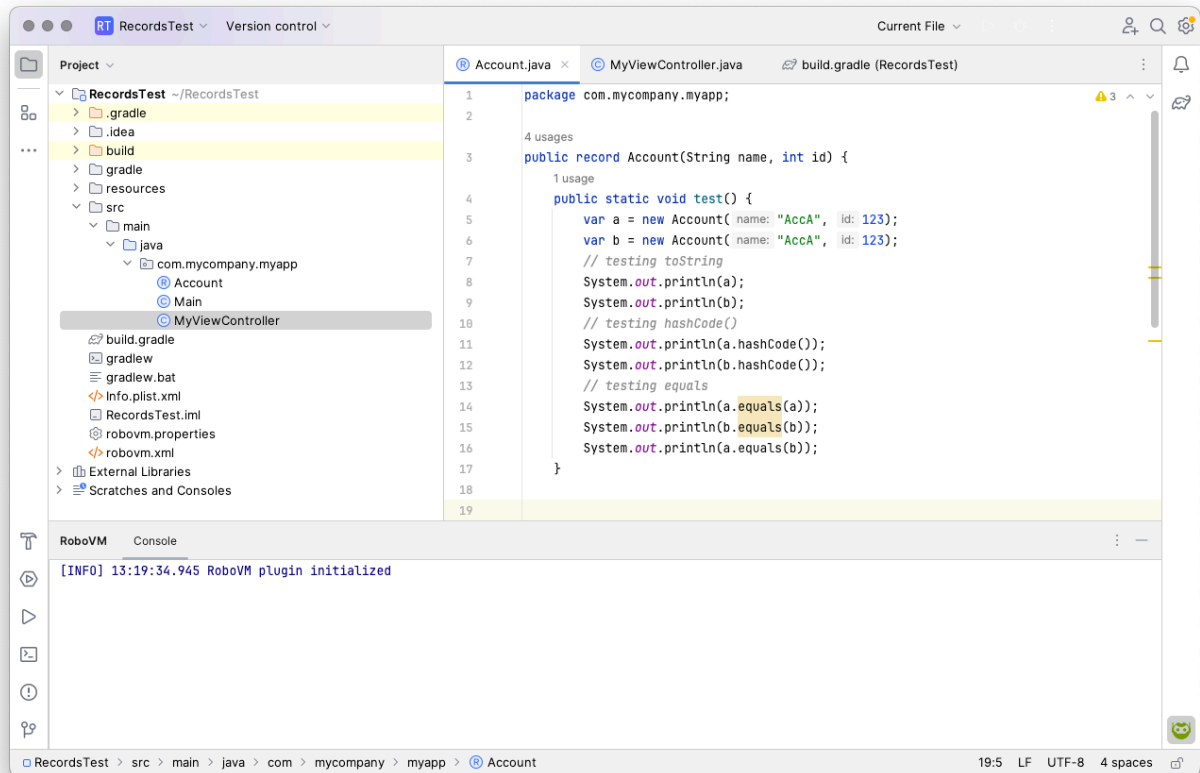 RT RecordsTest Version control Current File
Project
RecordsTest ~/RecordsTest
.gradle
.idea
build
gradle
resources
src
main
java
com.mycompany.myapp
R Account
C Main
C MyViewController
build.gradle
gradlew
gradlew.bat
</> Info.plist.xml
RecordsTest.iml
robovm.properties
</> robovm.xml
External Libraries
Scratches and Consoles
R Account.java × C MyViewController.java build.gradle (RecordsTest)
3
1 package com.mycompany.myapp;
2
4 usages
3 public record Account(String name, int id) {
1 usage
4 public static void test() {
5 var a = new Account( name: "AccA", id: 123);
6 var b = new Account( name: "AccA", id: 123);
7 // testing toString
8 System.out.println(a);
9 System.out.println(b);
10 // testing hashCode()
11 System.out.println(a.hashCode());
12 System.out.println(b.hashCode());
13 // testing equals
14 System.out.println(a.equals(a));
15 System.out.println(b.equals(b));
16 System.out.println(a.equals(b));
17 }
18
19
RoboVM Console
[INFO] 13:19:34.945 RoboVM plugin initialized
RecordsTest > src > main > java > com > mycompany > myapp > R Account 19:5 LF UTF-8 4 spaces